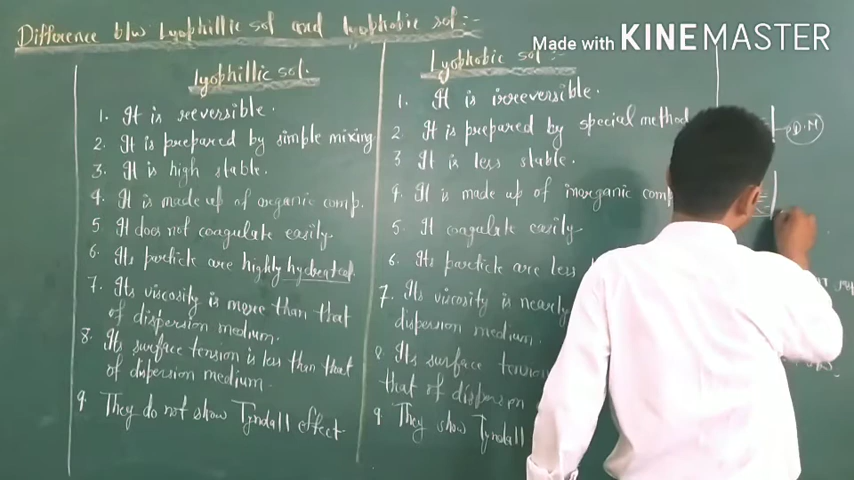 Difference b/w Lyophillic sol and lyophobic sol:-
Made with KINEMASTER
lyophillic sol.
1. It is reversible.
2. It is prepared by simple mixing
3. It is high stable.
4. It is made up of organic comp.
5 It does not coagulate easily.
6. Its particle are highly hydrated.
7. Its viscosity is more than that
of dispersion medium.
8. Its surface tension is less than that
of dispersion medium.
9. They do not show Tyndall effect
Lyophobic sol:-
1. It is irreversible.
2 It is prepared by special method
3 It is less stable.
4. It is made up of inorganic comp
5. It coagulate easily
6. Its particle are less
7. Its viscosity is nearly
dispersion medium.
8 Its surface tension
that of dispersion
9 They show Tyndall
D.M